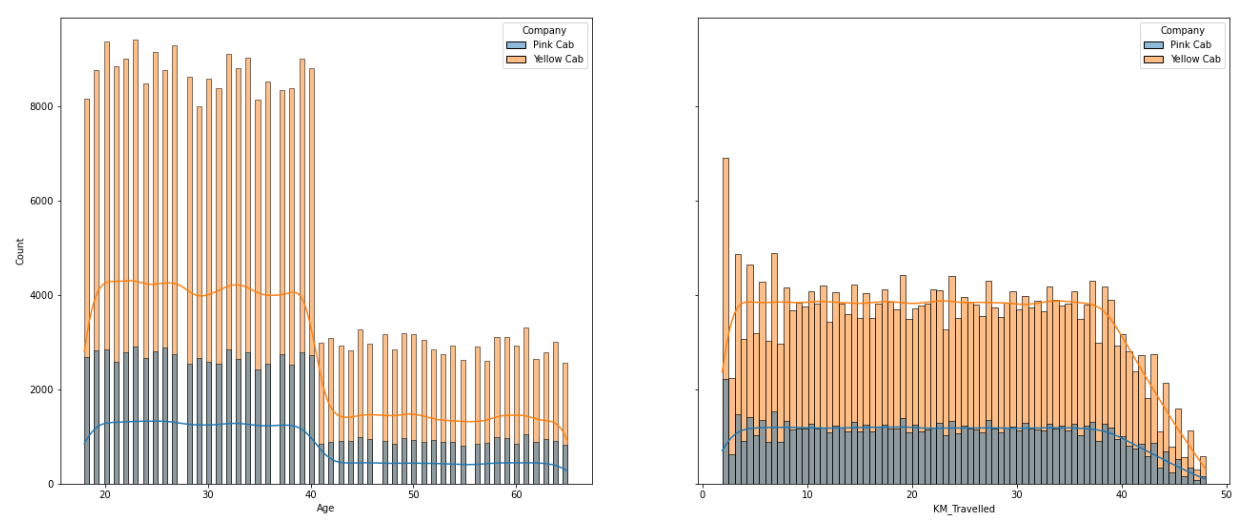 Company
Pink Cab
Yellow Cab
8000
6000
Count
4000
2000
0
20
30
40
50
60
Age
Company
Pink Cab
Yellow Cab
0
10
20
30
40
50
KM_Travelled